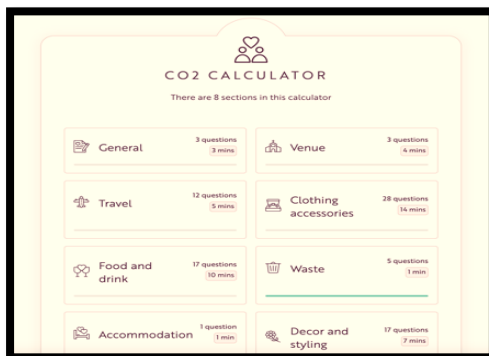 CO2 CALCULATOR
There are 8 sections in this calculator
General
3 questions
3 mins
Venue
3 questions
4 mins
Travel
12 questions
5 mins
Clothing
accessories
28 questions
14 mins
Food and
drink
17 questions
10 mins
Waste
5 questions
1 min
Accommodation
1 question
1 min
Decor and
styling
17 questions
7 mins